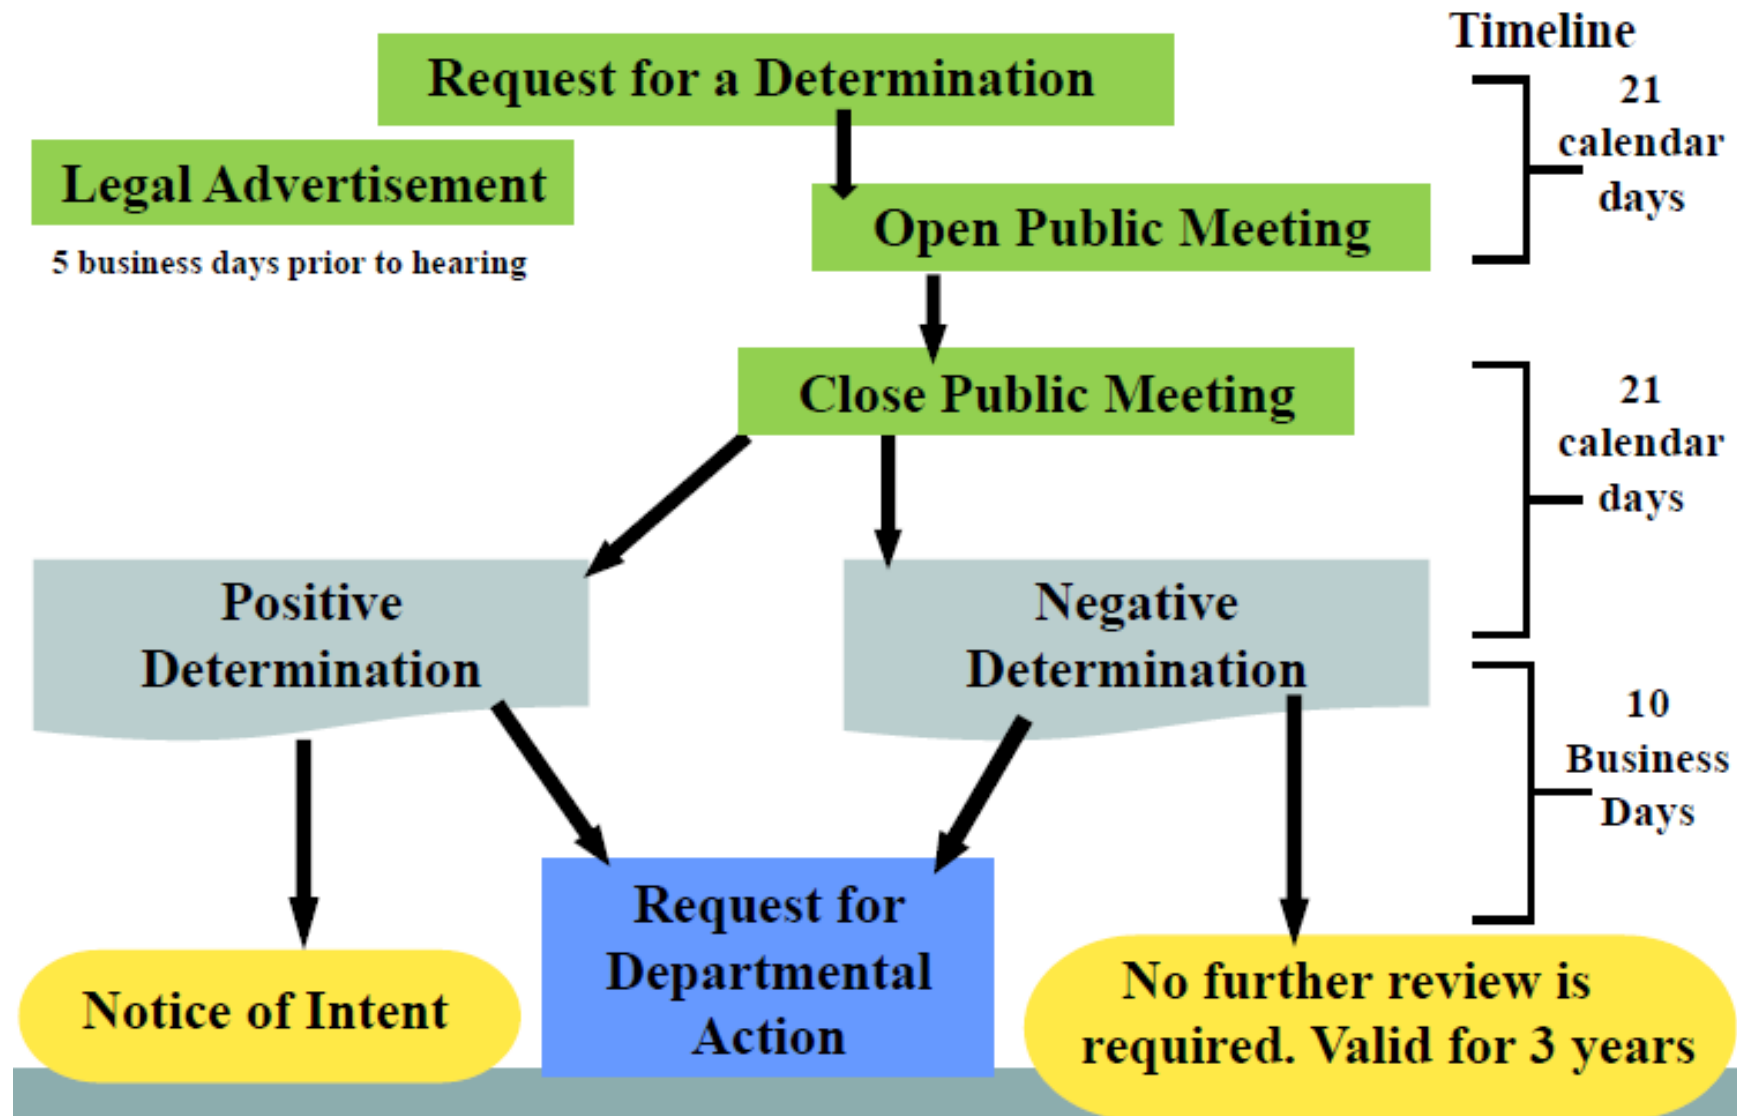 Timeline
Request for a Determination
21
calendar
days
Legal Advertisement
5 business days prior to hearing
Open Public Meeting
Close Public Meeting
21
calendar
days
Positive
Determination
Negative
Determination
10
Business
Days
Request for
Departmental
Action
Notice of Intent
No further review is
required. Valid for 3 years